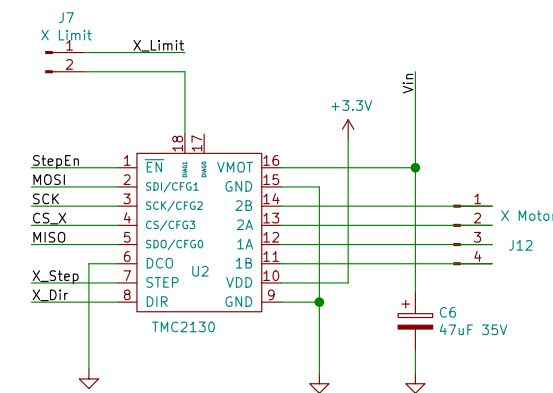 J7
X Limit
1
X_Limit
2
Vin
+3.3V
18
17
DIAG1
DIAG0
StepEn
1
EN
VMOT
16
MOSI
2
SDI/CFG1
GND
15
SCK
3
SCK/CFG2
2B
14
1
CS_X
4
CS/CFG3
2A
13
2
X Motor
MISO
5
SDO/CFG0
1A
12
3
J12
6
DCO
U2
1B
11
4
X_Step
7
STEP
VDD
10
X_Dir
8
DIR
GND
9
TMC2130
+
C6
47uF 35V